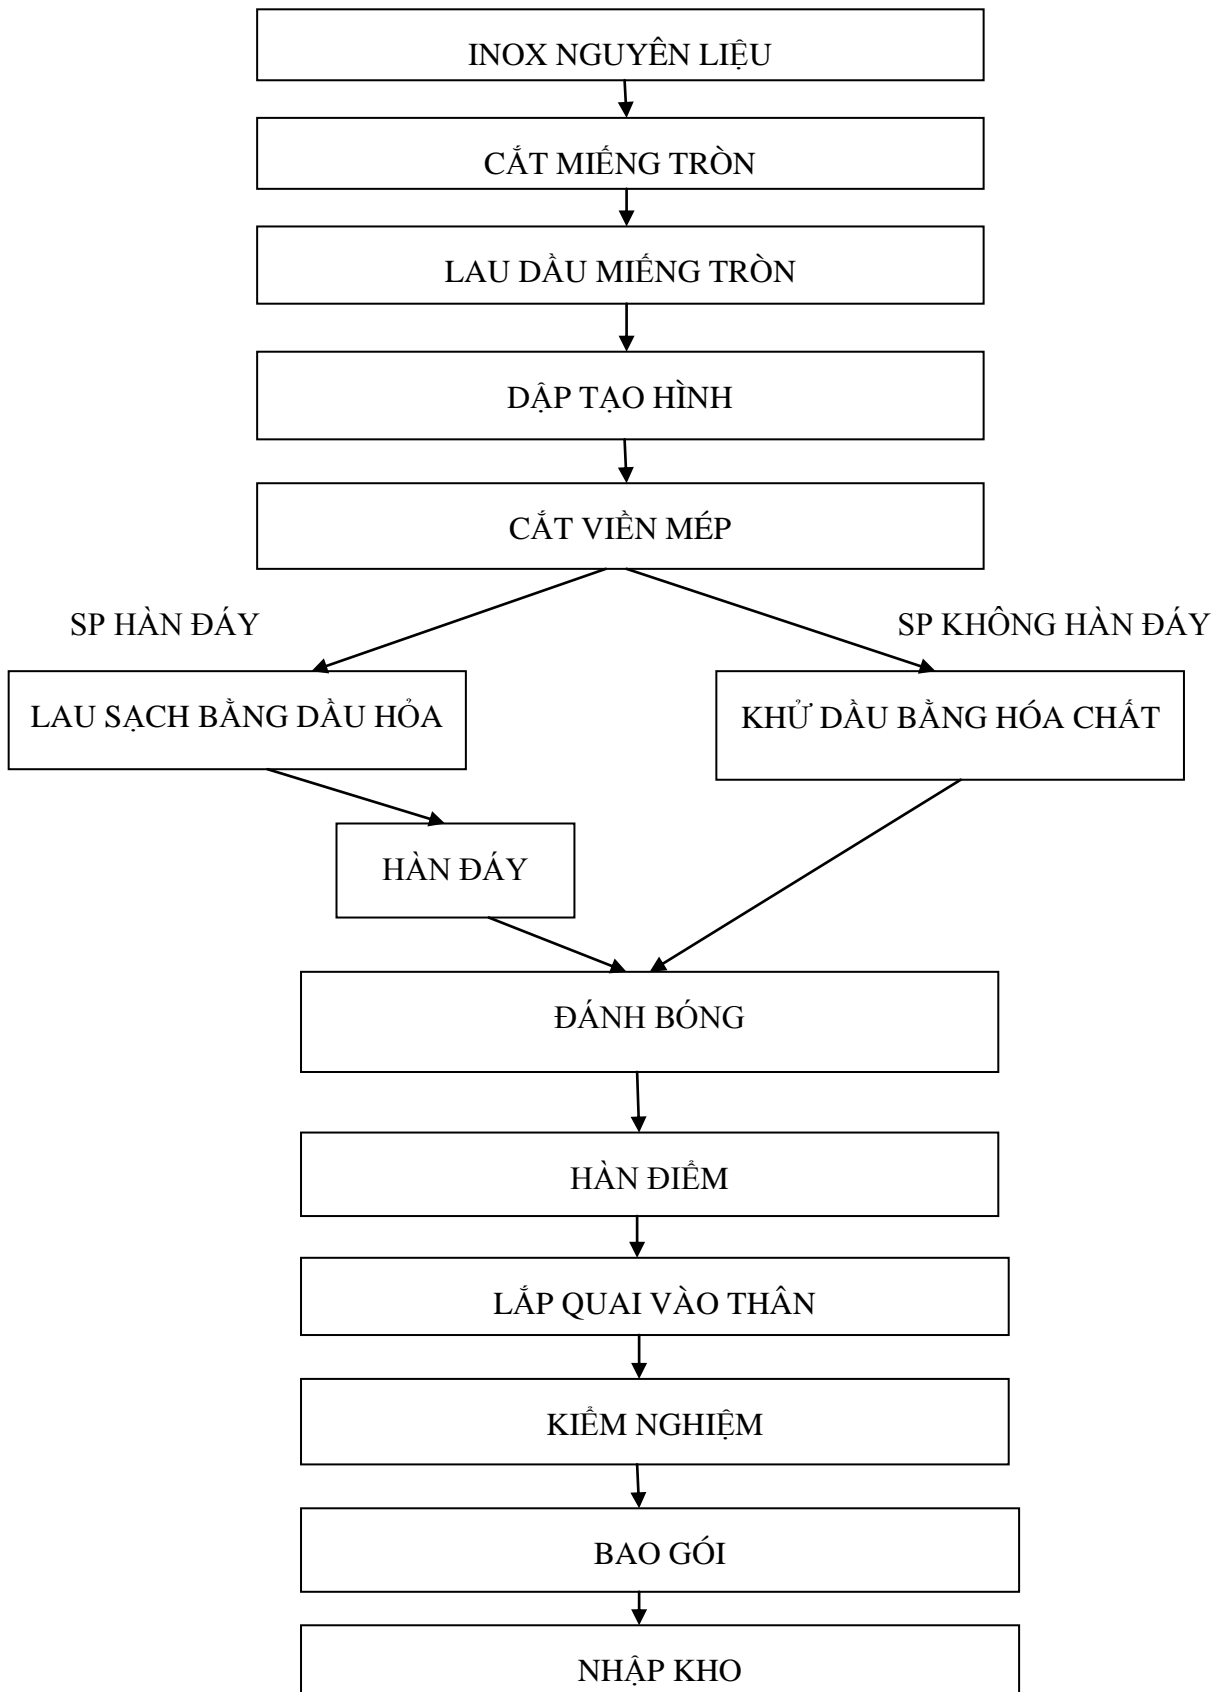 INOX NGUYÊN LIỆU
CẮT MIẾNG TRÒN
LAU DẦU MIẾNG TRÒN
DẬP TẠO HÌNH
CẮT VIỀN MÉP
SP HÀN ĐÁY
SP KHÔNG HÀN ĐÁY
LAU SẠCH BẰNG DẦU HỎA
KHỬ DẦU BẰNG HÓA CHẤT
HÀN ĐÁY
ĐÁNH BÓNG
HÀN ĐIỂM
LẮP QUAI VÀO THÂN
KIỂM NGHIỆM
BAO GÓI
NHẬP KHO